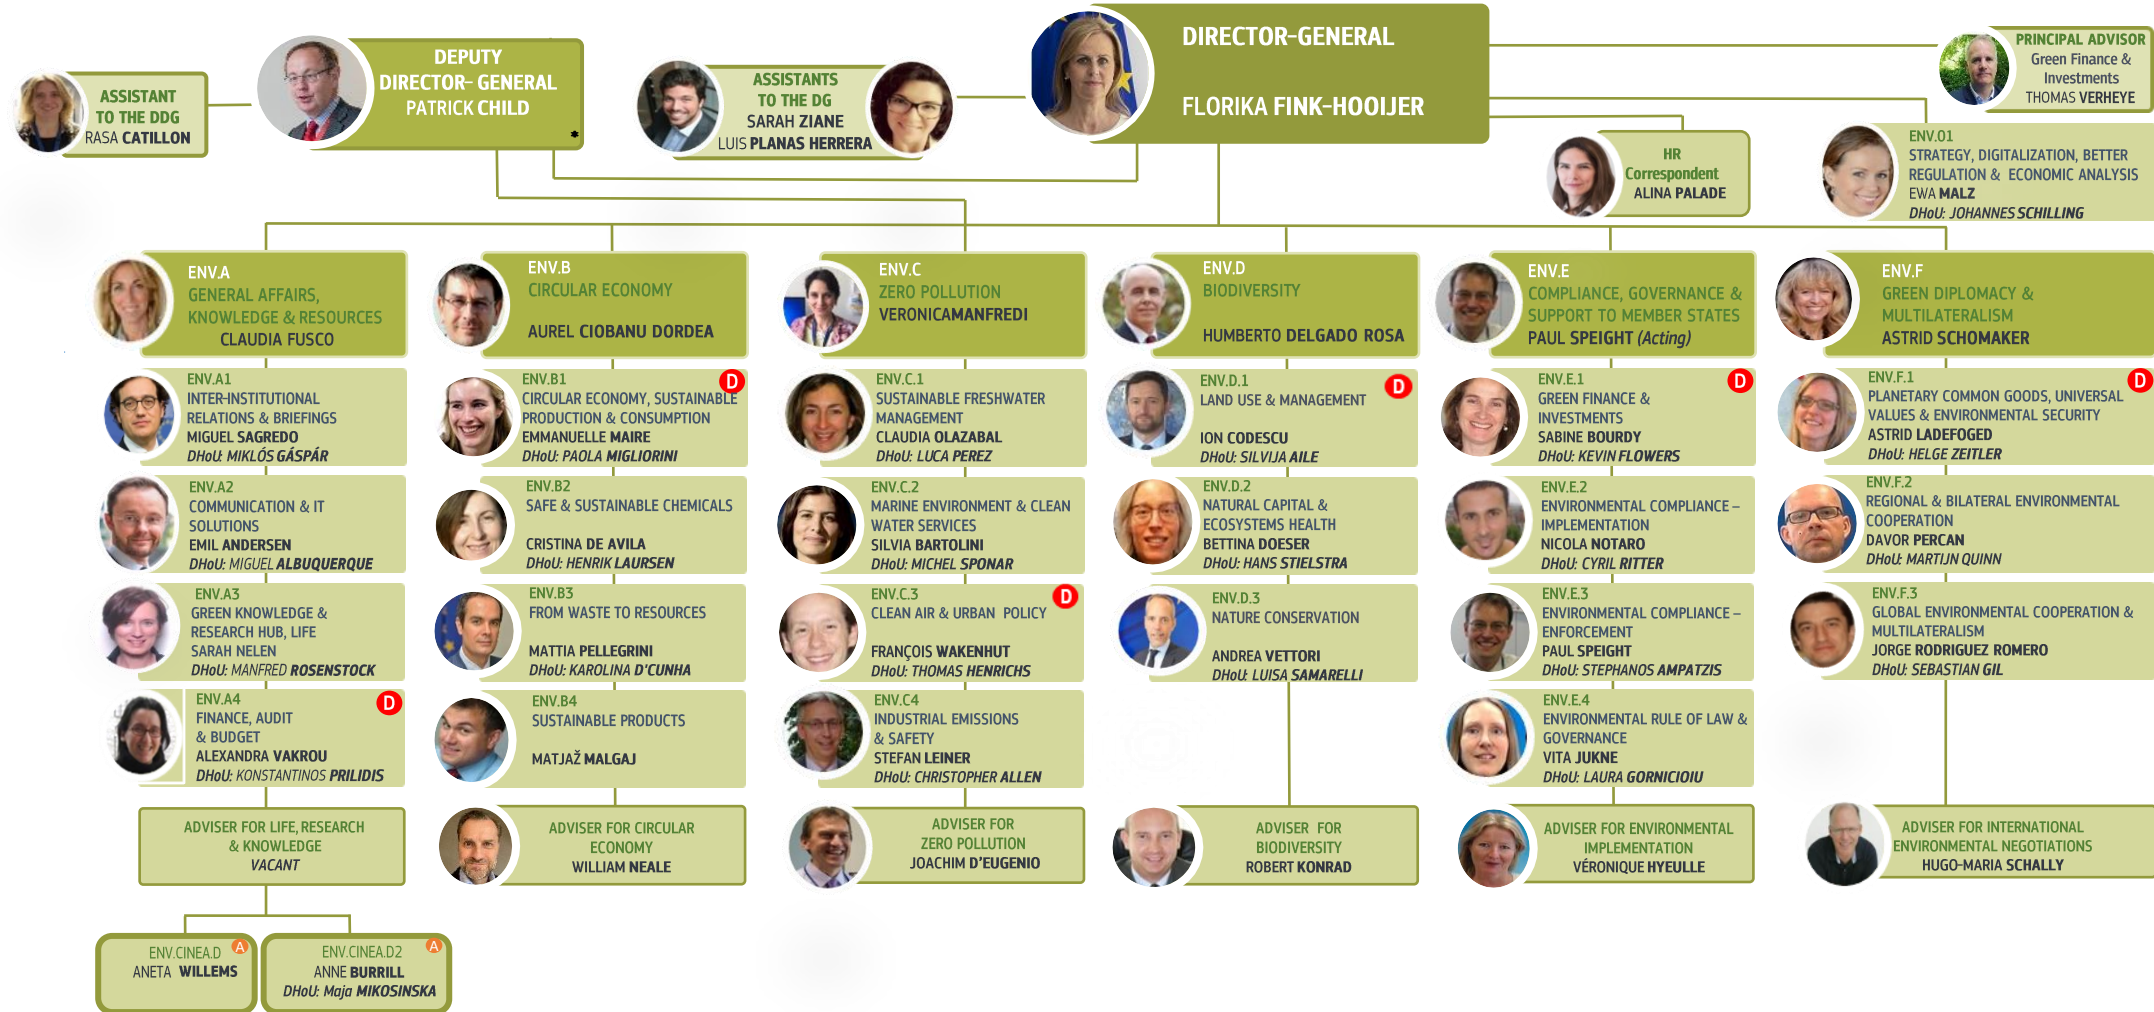 DEPUTY
DIRECTOR- GENERAL
PATRICK CHILD
*
ASSISTANT
TO THE DDG
RASA CATILLON
ASSISTANTS
TO THE DG
SARAH ZIANE
LUIS PLANAS HERRERA
DIRECTOR-GENERAL
FLORIKA FINK-HOOIJER
PRINCIPAL ADVISOR
Green Finance &
Investments
THOMAS VERHEYE
HR
Correspondent
ALINA PALADE
ENV.01
STRATEGY, DIGITALIZATION, BETTER
REGULATION & ECONOMIC ANALYSIS
EWA MALZ
DHoU: JOHANNES SCHILLING
ENV.A
GENERAL AFFAIRS,
KNOWLEDGE & RESOURCES
CLAUDIA FUSCO
ENV.A1
INTER-INSTITUTIONAL
RELATIONS & BRIEFINGS
MIGUEL SAGREDO
DHoU: MIKLÓS GÁSPÁR
ENV.A2
COMMUNICATION & IT
SOLUTIONS
EMIL ANDERSEN
DHoU: MIGUEL ALBUQUERQUE
ENV.A3
GREEN KNOWLEDGE &
RESEARCH HUB, LIFE
SARAH NELEN
DHoU: MANFRED ROSENSTOCK
ENV.A4
D
FINANCE, AUDIT
& BUDGET
ALEXANDRA VAKROU
DHoU: KONSTANTINOS PRILIDIS
ADVISER FOR LIFE, RESEARCH
& KNOWLEDGE
VACANT
ENV.CINEA.D
A
ANETA WILLEMS
ENV.CINEA.D2
A
ANNE BURRILL
DHoU: Maja MIKOSINSKA
ENV.B
CIRCULAR ECONOMY
AUREL CIOBANU DORDEA
ENV.B1
D
CIRCULAR ECONOMY, SUSTAINABLE
PRODUCTION & CONSUMPTION
EMMANUELLE MAIRE
DHoU: PAOLA MIGLIORINI
ENV.B2
SAFE & SUSTAINABLE CHEMICALS
CRISTINA DE AVILA
DHoU: HENRIK LAURSEN
ENV.B3
FROM WASTE TO RESOURCES
MATTIA PELLEGRINI
DHoU: KAROLINA D'CUNHA
ENV.B4
SUSTAINABLE PRODUCTS
MATJAŽ MALGAJ
ADVISER FOR CIRCULAR
ECONOMY
WILLIAM NEALE
ENV.C
ZERO POLLUTION
VERONICAMANFREDI
ENV.C.1
SUSTAINABLE FRESHWATER
MANAGEMENT
CLAUDIA OLAZABAL
DHoU: LUCA PEREZ
ENV.C.2
MARINE ENVIRONMENT & CLEAN
WATER SERVICES
SILVIA BARTOLINI
DHoU: MICHEL SPONAR
ENV.C.3
D
CLEAN AIR & URBAN POLICY
FRANÇOIS WAKENHUT
DHoU: THOMAS HENRICHS
ENV.C4
INDUSTRIAL EMISSIONS
& SAFETY
STEFAN LEINER
DHoU: CHRISTOPHER ALLEN
ADVISER FOR
ZERO POLLUTION
JOACHIM D'EUGENIO
ENV.D
BIODIVERSITY
HUMBERTO DELGADO ROSA
ENV.D.1
D
LAND USE & MANAGEMENT
ION CODESCU
DHoU: SILVIJA AILE
ENV.D.2
NATURAL CAPITAL &
ECOSYSTEMS HEALTH
BETTINA DOESER
DHoU: HANS STIELSTRA
ENV.D.3
NATURE CONSERVATION
ANDREA VETTORI
DHoU: LUISA SAMARELLI
ADVISER FOR
BIODIVERSITY
ROBERT KONRAD
ENV.E
COMPLIANCE, GOVERNANCE &
SUPPORT TO MEMBER STATES
PAUL SPEIGHT (Acting)
ENV.E.1
D
GREEN FINANCE &
INVESTMENTS
SABINE BOURDY
DHoU: KEVIN FLOWERS
ENV.E.2
ENVIRONMENTAL COMPLIANCE –
IMPLEMENTATION
NICOLA NOTARO
DHoU: CYRIL RITTER
ENV.E.3
ENVIRONMENTAL COMPLIANCE –
ENFORCEMENT
PAUL SPEIGHT
DHoU: STEPHANOS AMPATZIS
ENV.E.4
ENVIRONMENTAL RULE OF LAW &
GOVERNANCE
VITA JUKNE
DHoU: LAURA GORNICIOIU
ADVISER FOR ENVIRONMENTAL
IMPLEMENTATION
VÉRONIQUE HYEULLE
ENV.F
GREEN DIPLOMACY &
MULTILATERALISM
ASTRID SCHOMAKER
ENV.F.1
D
PLANETARY COMMON GOODS, UNIVERSAL
VALUES & ENVIRONMENTAL SECURITY
ASTRID LADEFOGED
DHoU: HELGE ZEITLER
ENV.F.2
REGIONAL & BILATERAL ENVIRONMENTAL
COOPERATION
DAVOR PERCAN
DHoU: MARTIJN QUINN
ENV.F.3
GLOBAL ENVIRONMENTAL COOPERATION &
MULTILATERALISM
JORGE RODRIGUEZ ROMERO
DHoU: SEBASTIAN GIL
ADVISER FOR INTERNATIONAL
ENVIRONMENTAL NEGOTIATIONS
HUGO-MARIA SCHALLY